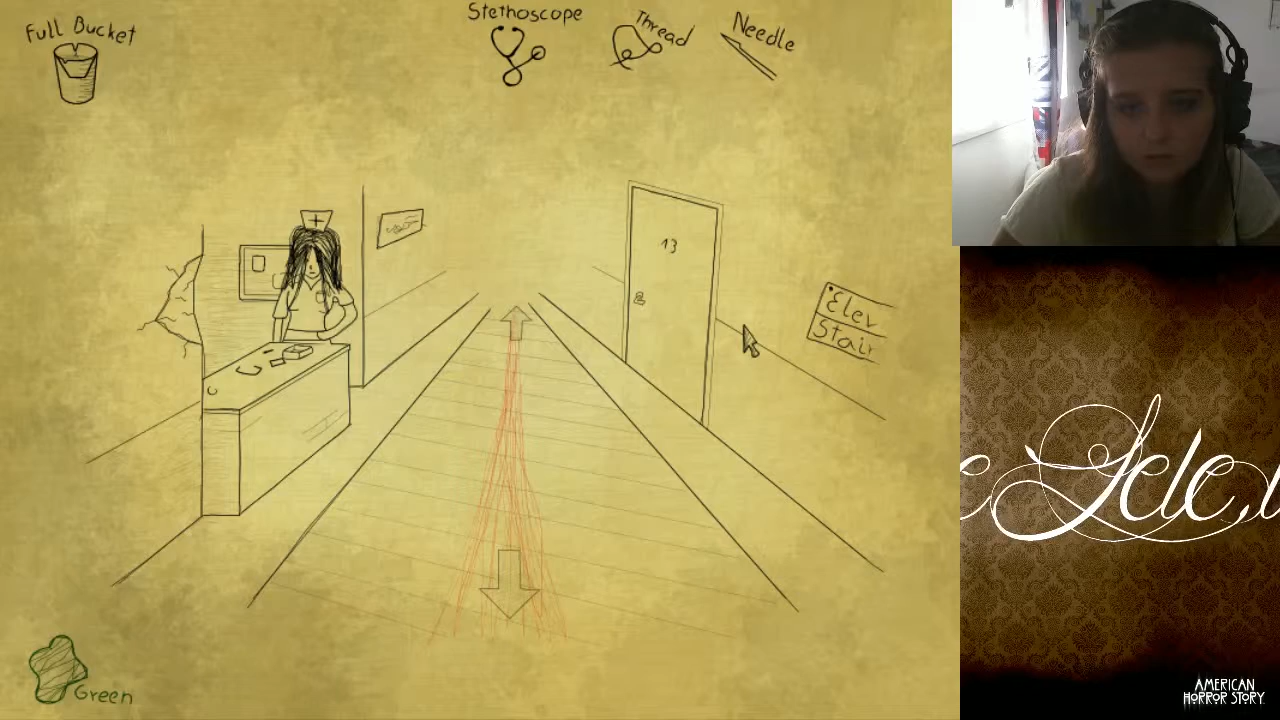 Full Bucket
Stethoscope
Thread
Needle
13
Elev
Stair
Green
AMERICAN
HORROR STORY